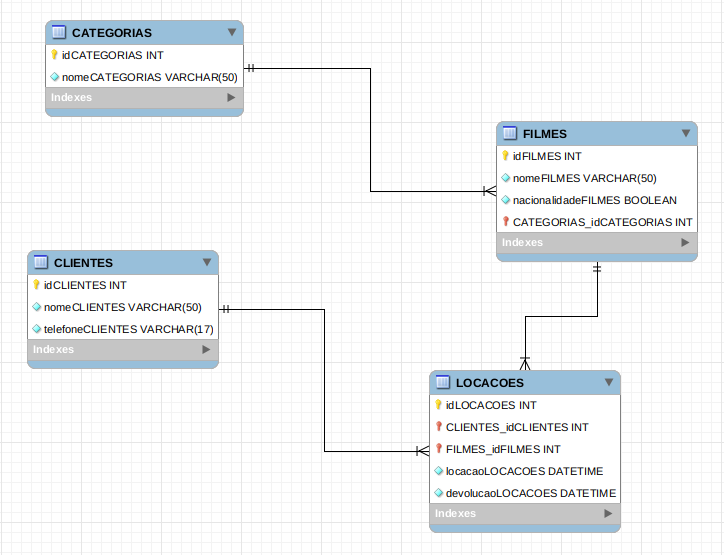 CATEGORIAS
idCATEGORIAS INT
nomeCATEGORIAS VARCHAR(50)
Indexes
FILMES
idFILMES INT
nomeFILMES VARCHAR(50)
nacionalidadeFILMES BOOLEAN
CATEGORIAS_idCATEGORIAS INT
Indexes
CLIENTES
idCLIENTES INT
nomeCLIENTES VARCHAR(50)
telefoneCLIENTES VARCHAR(17)
Indexes
LOCACOES
idLOCACOES INT
CLIENTES_idCLIENTES INT
FILMES_idFILMES INT
locacaoLOCACOES DATETIME
devolucaoLOCACOES DATETIME
Indexes